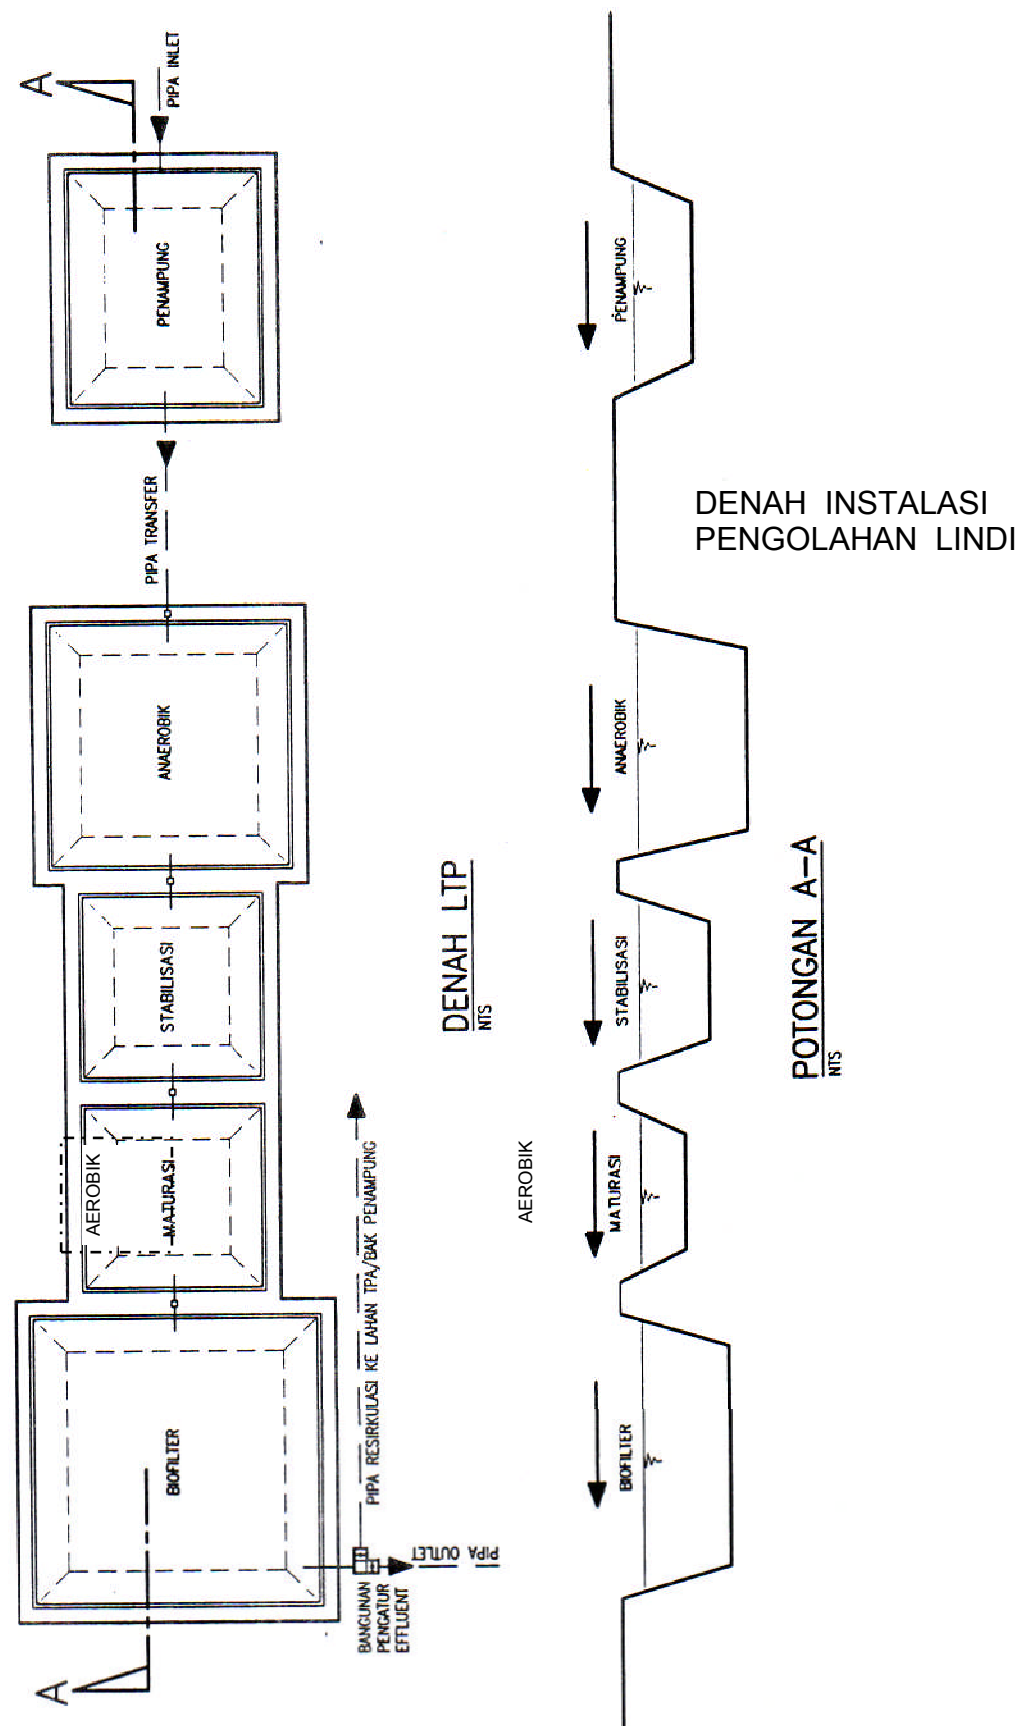 A
PIPA INLET
PENAMPUNG
PIPA TRANSFER
ANAEROBIK
STABILISASI
MATURASI
AEROBIK
BIOFILTER
PIPA RESIRKULASI KE LAHAN TPA/BAK PENAMPUNG
PIPA OUTLET
BANGUNAN
PENGATUR
EFFLUENT
A
DENAH LTP
NTS
PENAMPUNG
ANAEROBIK
STABILISASI
MATURASI
AEROBIK
BIOFILTER
POTONGAN A-A
NTS
DENAH INSTALASI
PENGOLAHAN LINDI